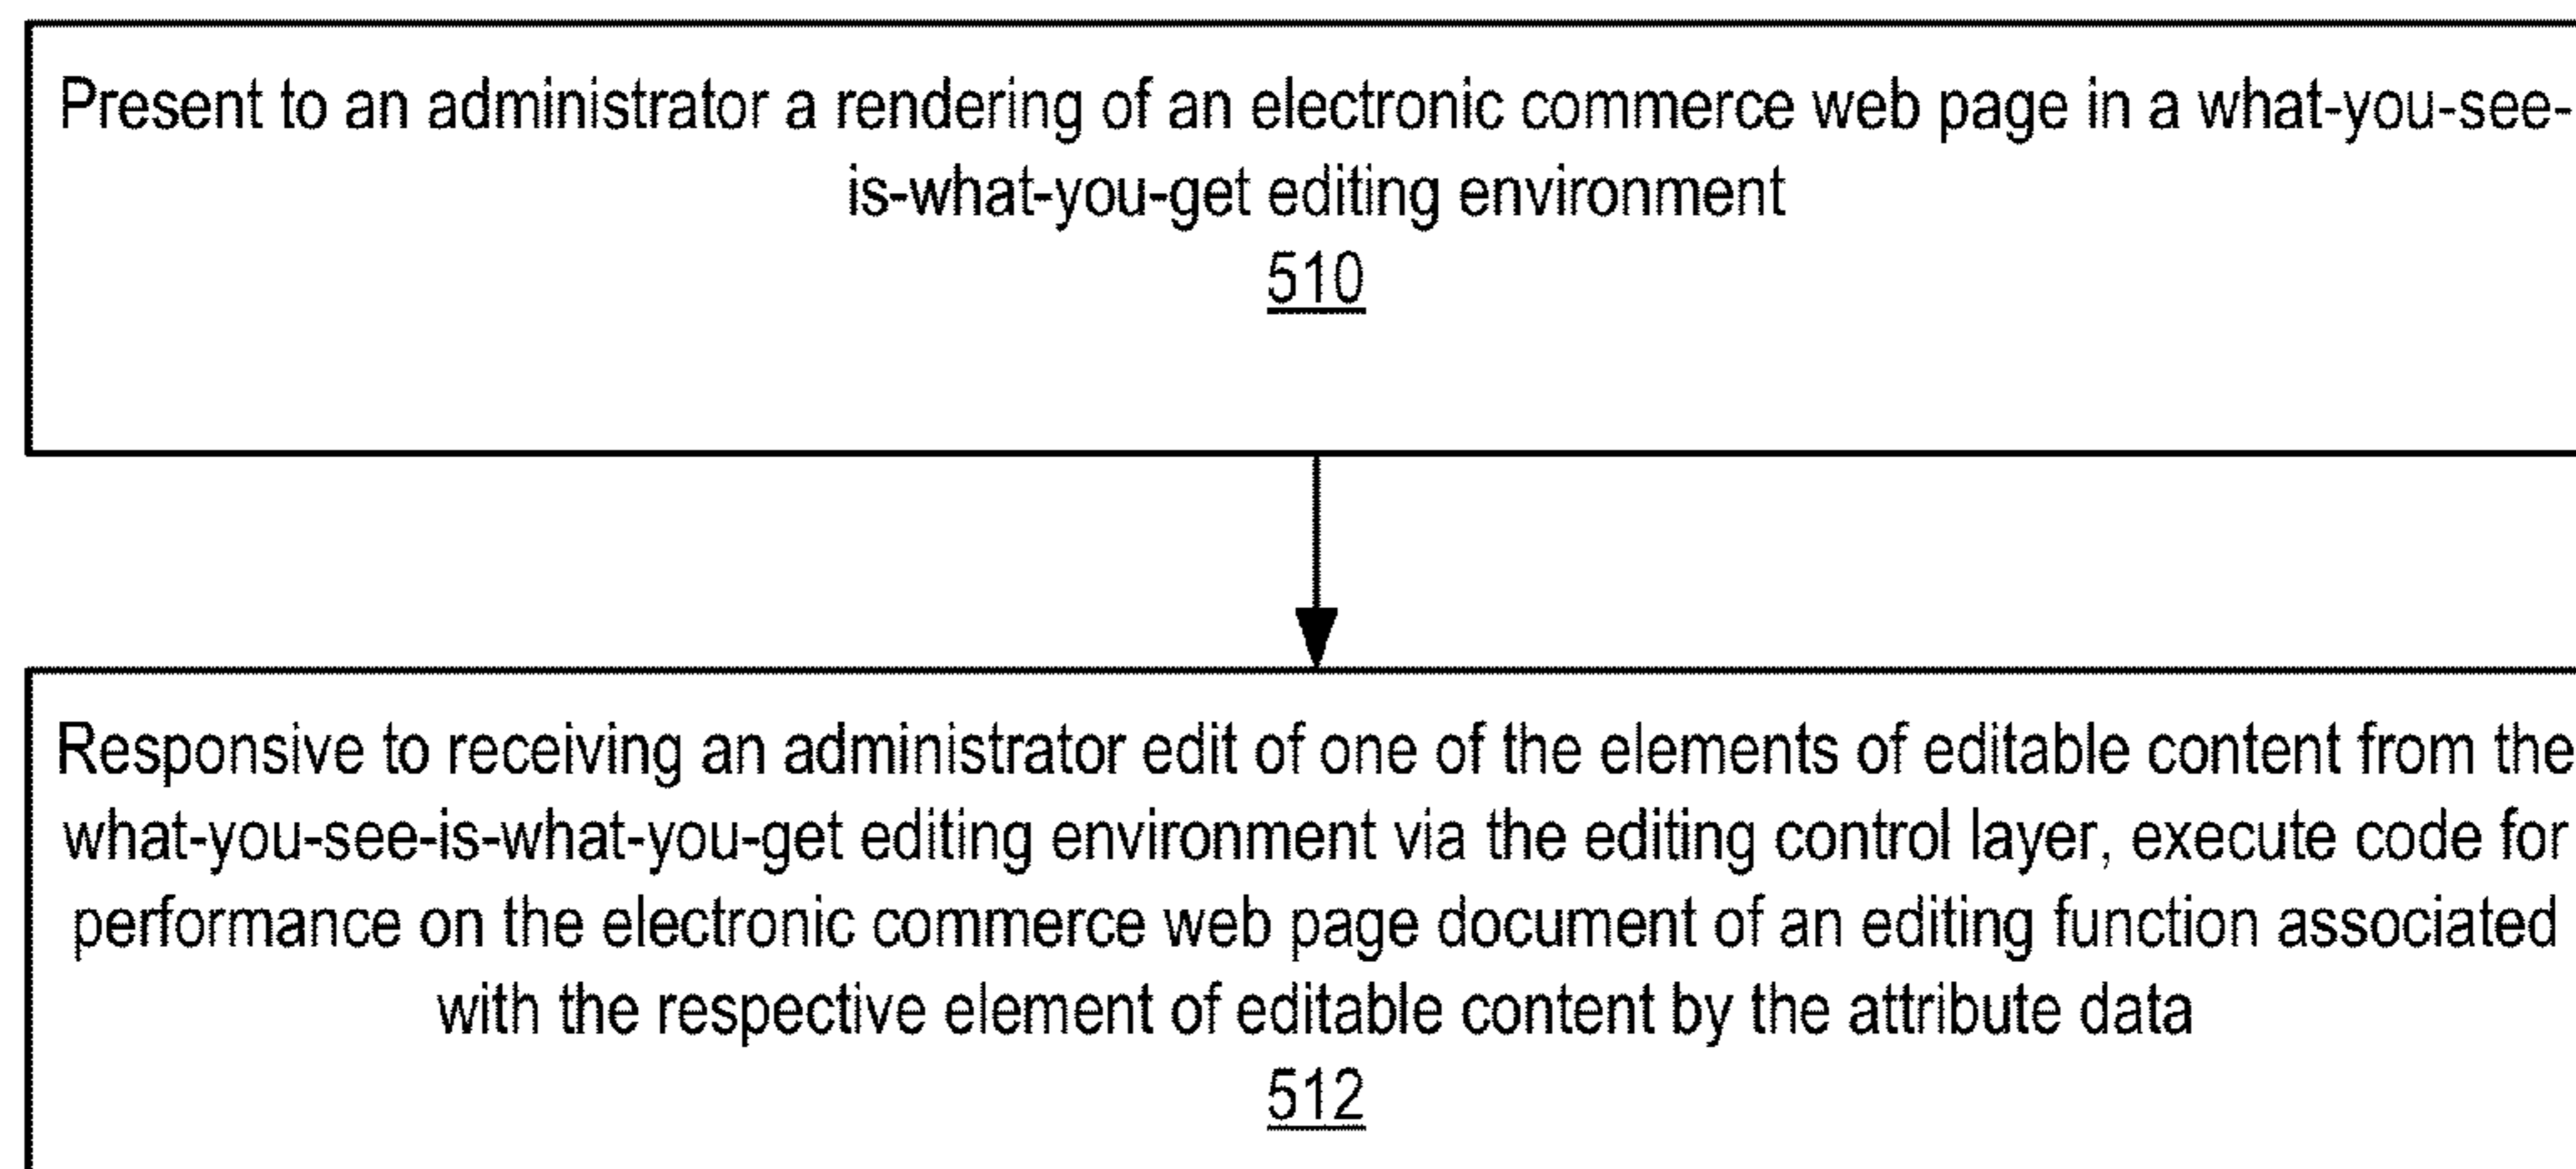 Present to an administrator a rendering of an electronic commerce web page in a what-you-see-
is-what-you-get editing environment
510
Responsive to receiving an administrator edit of one of the elements of editable content from the
what-you-see-is-what-you-get editing environment via the editing control layer, execute code for
performance on the electronic commerce web page document of an editing function associated
with the respective element of editable content by the attribute data
512